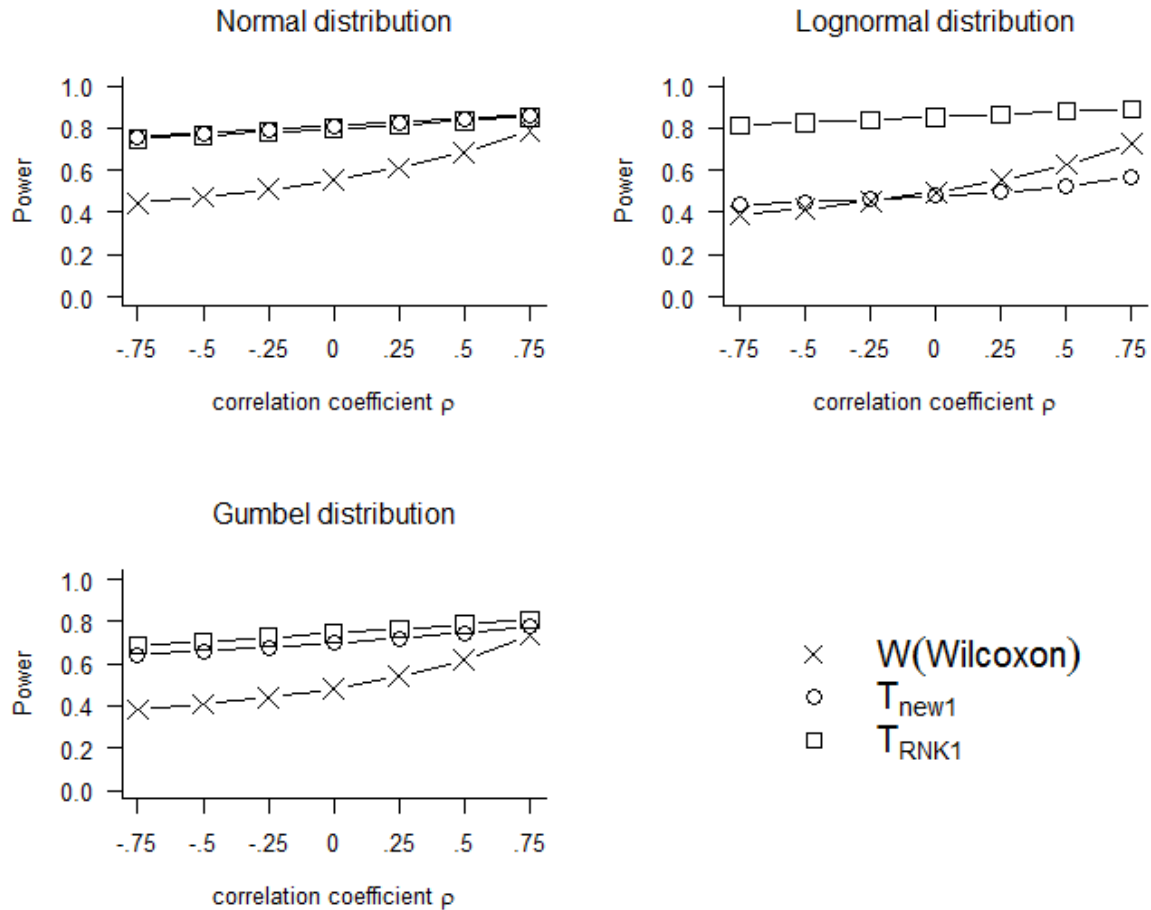 Normal distribution
Power
1.0
0.8
0.6
0.4
0.2
0.0
-.75 -.5 -.25 0 .25 .5 .75
correlation coefficient ρ
Lognormal distribution
Power
1.0
0.8
0.6
0.4
0.2
0.0
-.75 -.5 -.25 0 .25 .5 .75
correlation coefficient ρ
Gumbel distribution
Power
1.0
0.8
0.6
0.4
0.2
0.0
-.75 -.5 -.25 0 .25 .5 .75
correlation coefficient ρ
W(Wilcoxon)
Tnew1
TRNK1